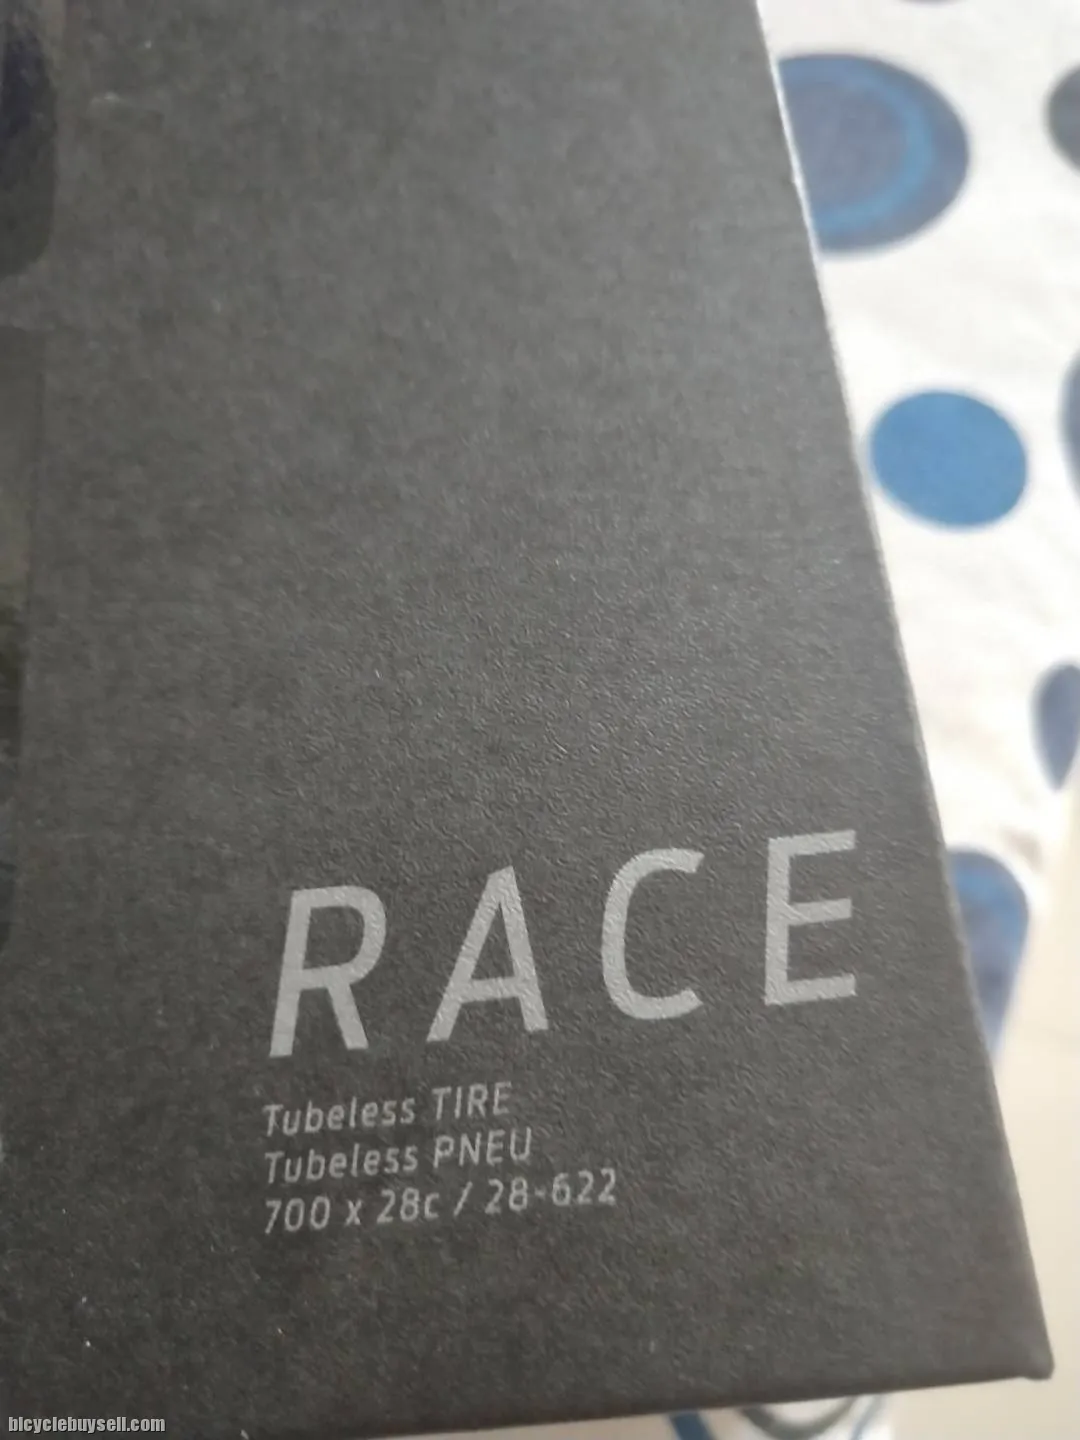 RACE
Tubeless TIRE
Tubeless PNEU
700 x 28c / 28-622
bicyclebuysell.com